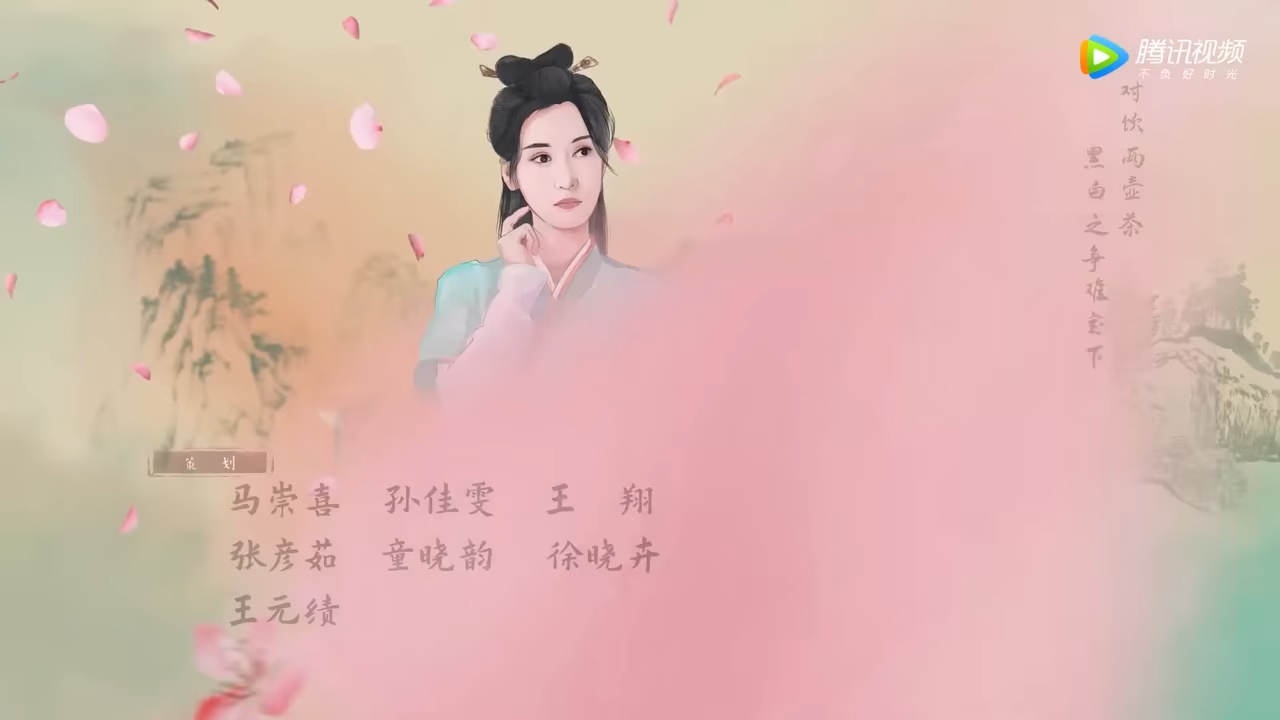 腾讯视频
不负好时光
对饮两壶茶
黑白之争难定下
策 划
马崇喜 孙佳雯 王 翔
张彦茹 童晓韵 徐晓卉
王元绩